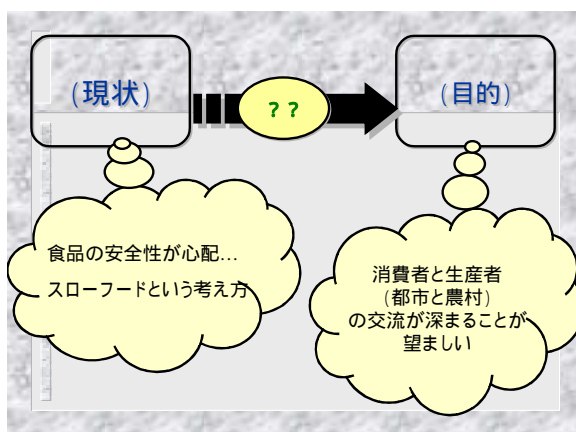 (現状)
??
(目的)
食品の安全性が心配…
スローフードという考え方
消費者と生産者
(都市と農村)
の交流が深まることが
望ましい